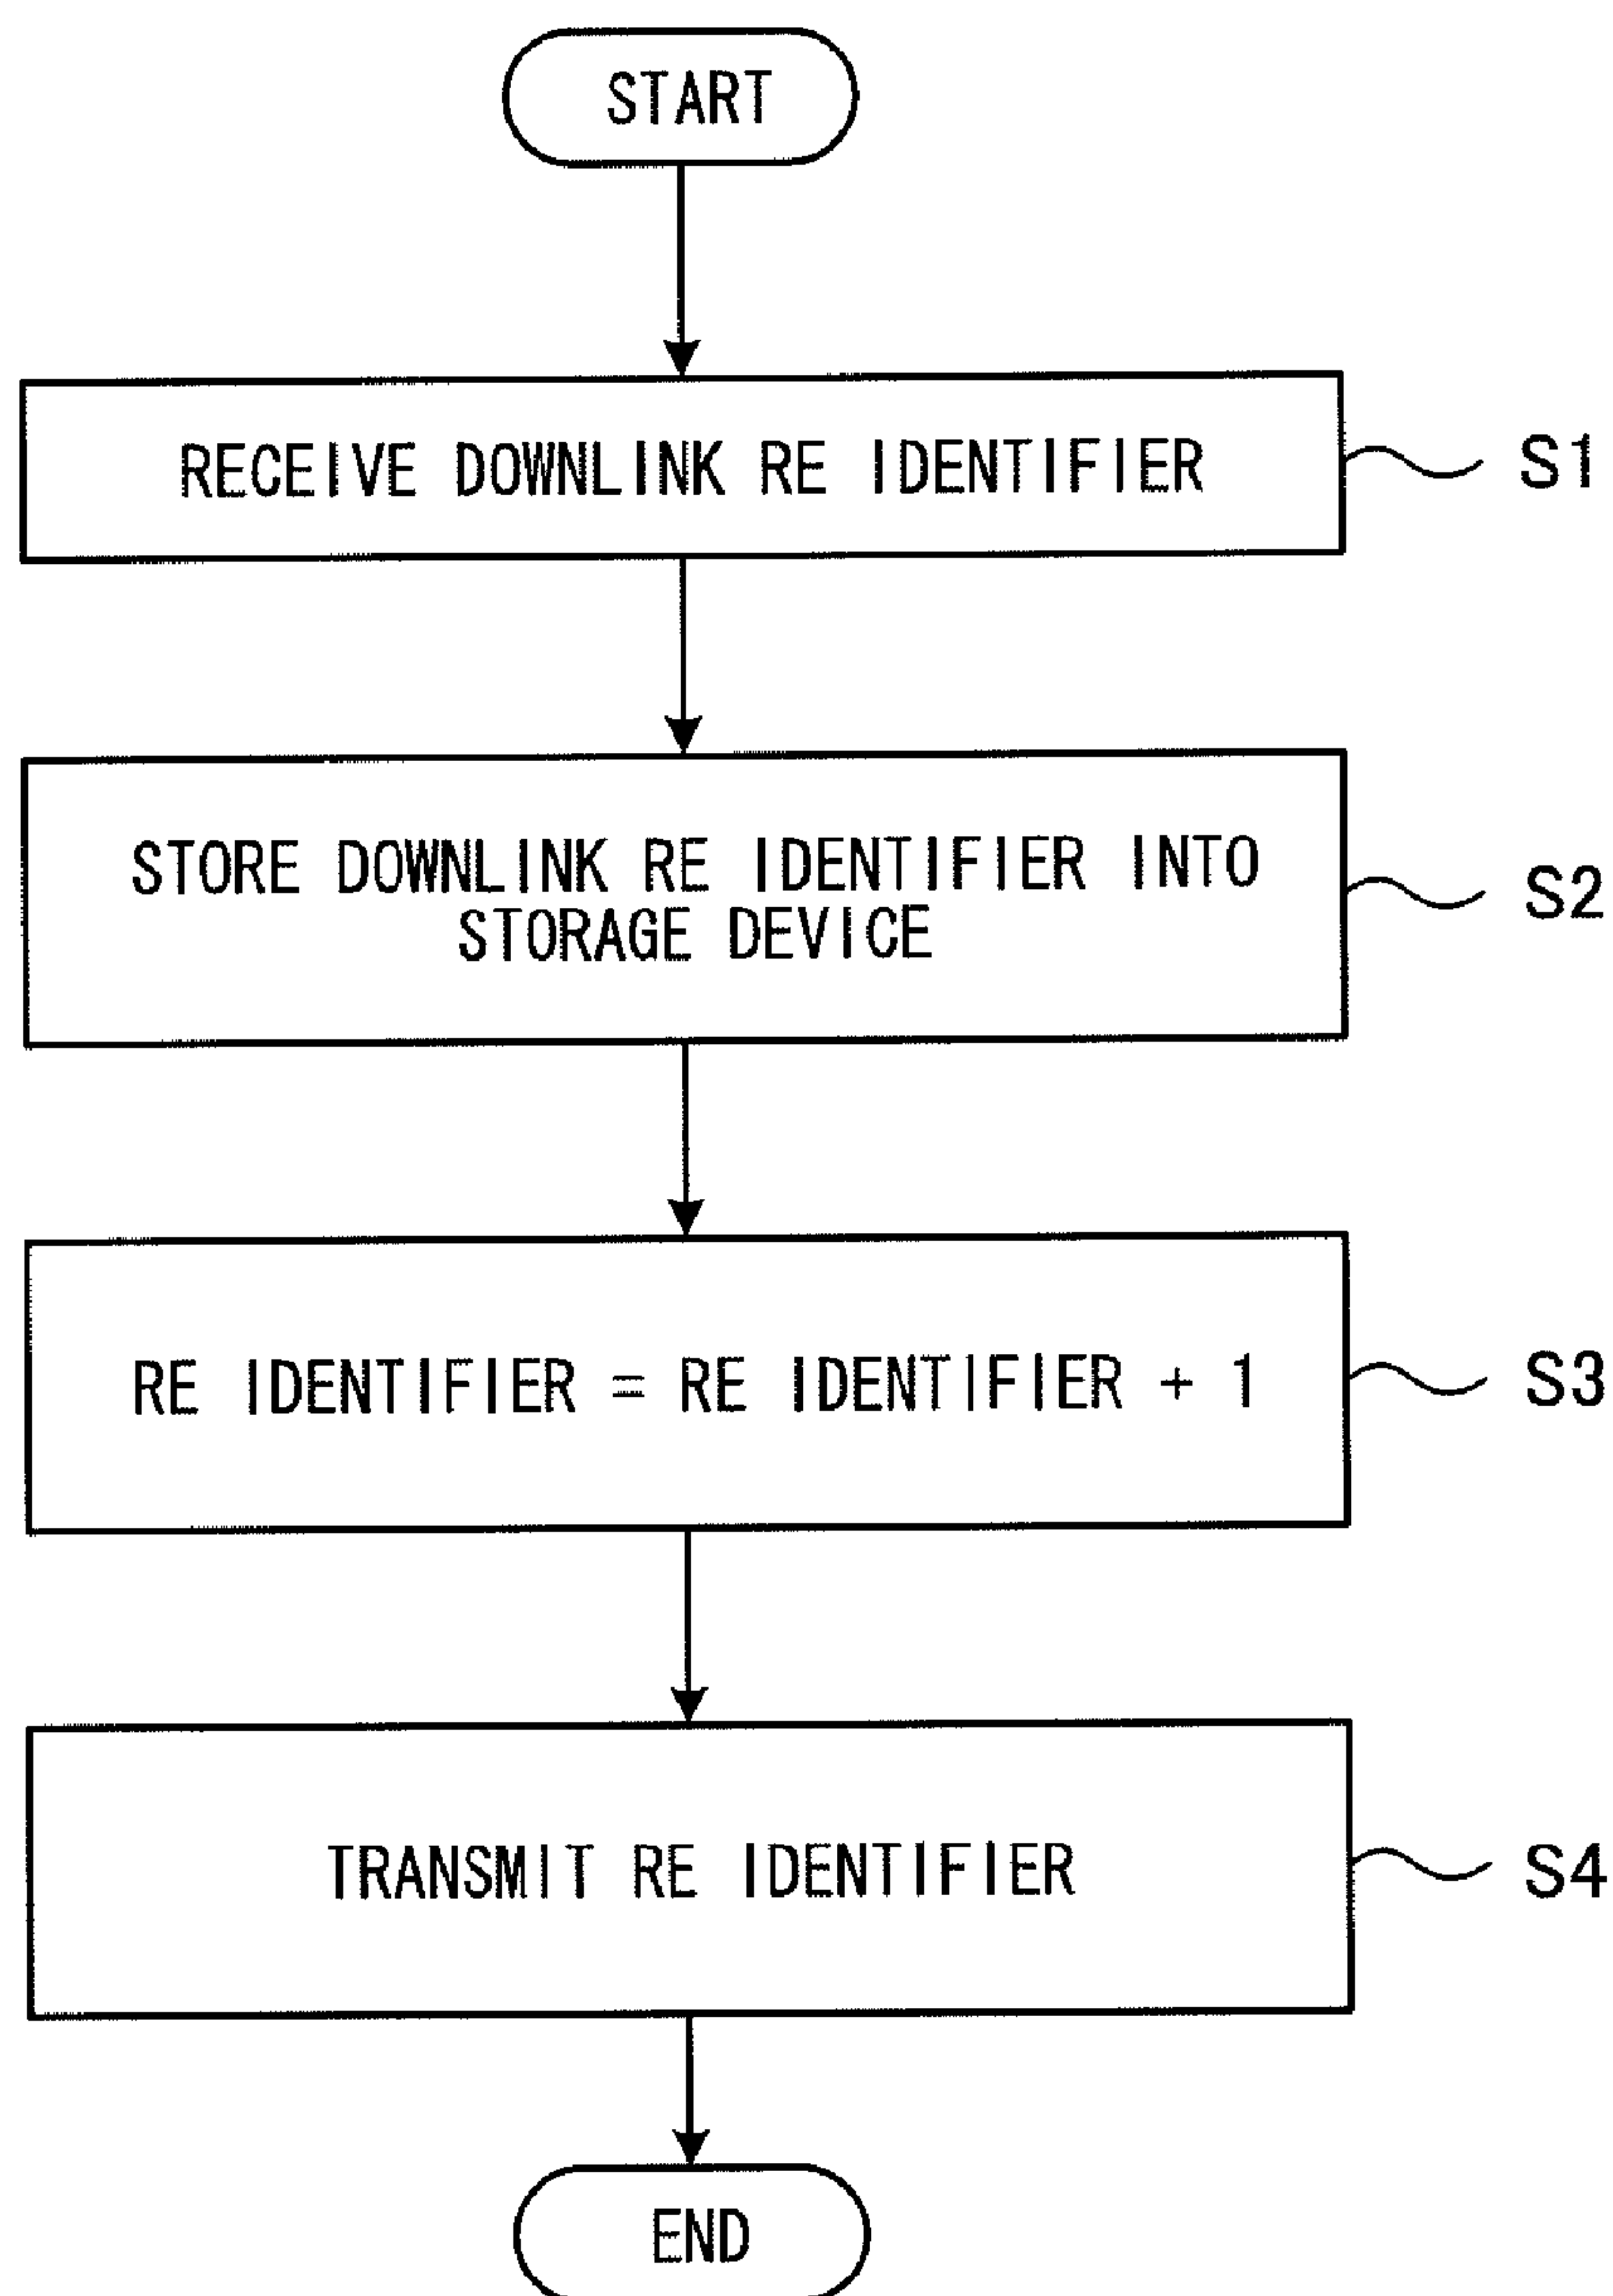 START
RECEIVE DOWNLINK RE IDENTIFIER
S1
STORE DOWNLINK RE IDENTIFIER INTO
STORAGE DEVICE
S2
RE IDENTIFIER = RE IDENTIFIER + 1
S3
TRANSMIT RE IDENTIFIER
S4
END